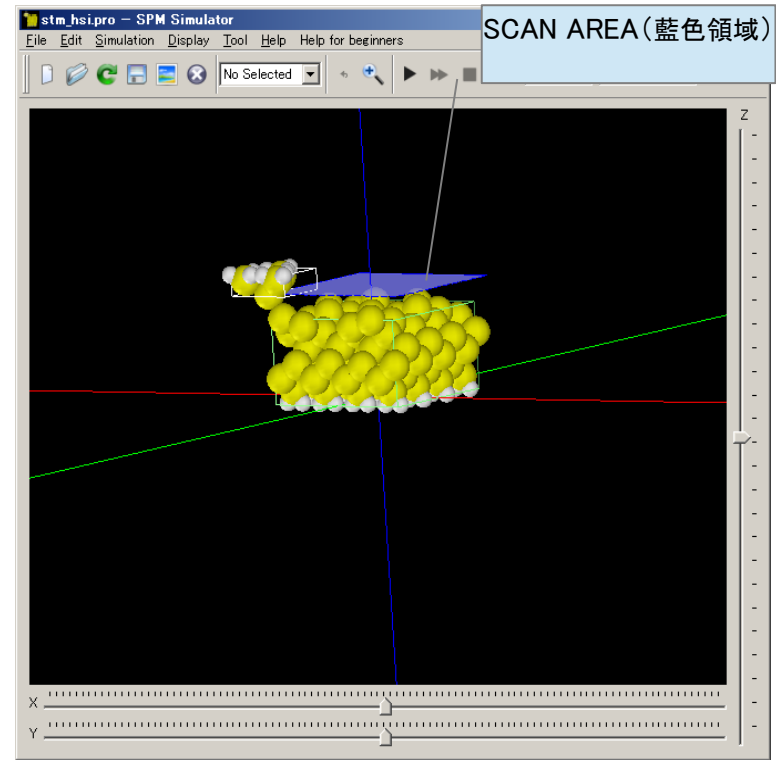 stm_hsi.pro - SPM Simulator
SCAN AREA(藍色領域)
File Edit Simulation Display Tool Help Help for beginners
No Selected
Z
X
Y